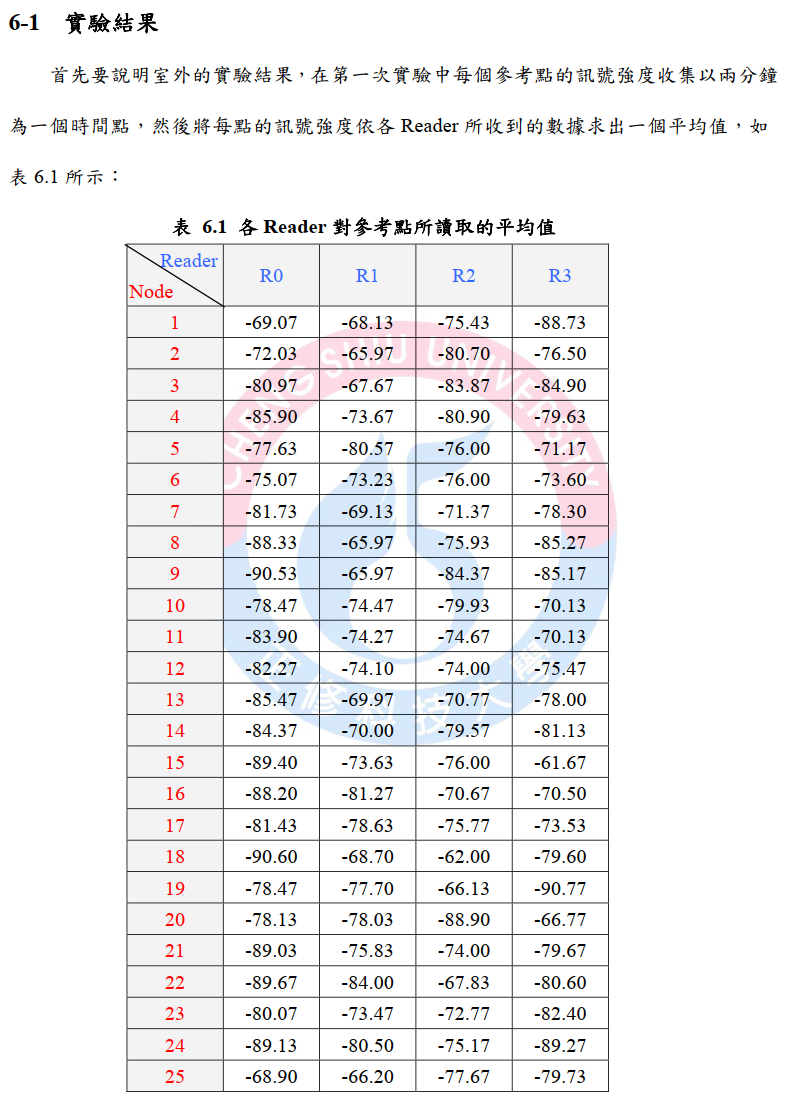 6-1 實驗結果
首先要說明室外的實驗結果，在第一次實驗中每個參考點的訊號強度收集以兩分鐘
為一個時間點，然後將每點的訊號強度依各 Reader 所收到的數據求出一個平均值，如
表 6.1 所示：
表 6.1 各 Reader 對參考點所讀取的平均值
Reader
Node R0 R1 R2 R3
1 -69.07 -68.13 -75.43 -88.73
2 -72.03 -65.97 -80.70 -76.50
3 -80.97 -67.67 -83.87 -84.90
4 -85.90 -73.67 -80.90 -79.63
5 -77.63 -80.57 -76.00 -71.17
6 -75.07 -73.23 -76.00 -73.60
7 -81.73 -69.13 -71.37 -78.30
8 -88.33 -65.97 -75.93 -85.27
9 -90.53 -65.97 -84.37 -85.17
10 -78.47 -74.47 -79.93 -70.13
11 -83.90 -74.27 -74.67 -70.13
12 -82.27 -74.10 -74.00 -75.47
13 -85.47 -69.97 -70.77 -78.00
14 -84.37 -70.00 -79.57 -81.13
15 -89.40 -73.63 -76.00 -61.67
16 -88.20 -81.27 -70.67 -70.50
17 -81.43 -78.63 -75.77 -73.53
18 -90.60 -68.70 -62.00 -79.60
19 -78.47 -77.70 -66.13 -90.77
20 -78.13 -78.03 -88.90 -66.77
21 -89.03 -75.83 -74.00 -79.67
22 -89.67 -84.00 -67.83 -80.60
23 -80.07 -73.47 -72.77 -82.40
24 -89.13 -80.50 -75.17 -89.27
25 -68.90 -66.20 -77.67 -79.73
CHENG SHIU UNIVERSITY
正修科技大學